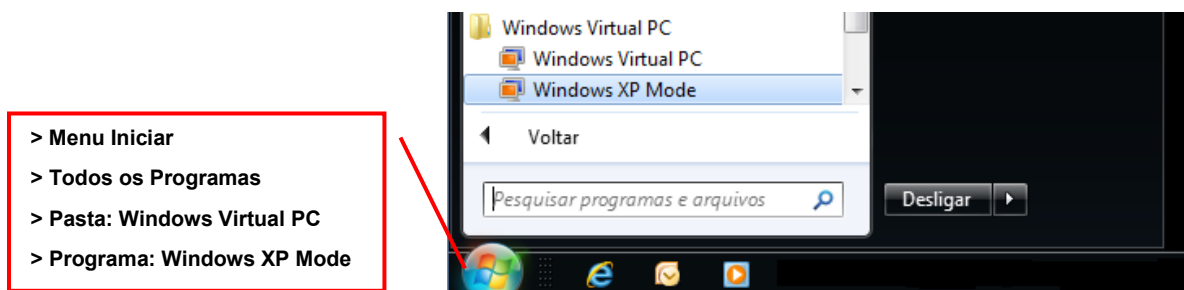 Windows Virtual PC
Windows Virtual PC
Windows XP Mode
Voltar
Pesquisar programas e arquivos
Desligar
> Menu Iniciar
> Todos os Programas
> Pasta: Windows Virtual PC
> Programa: Windows XP Mode